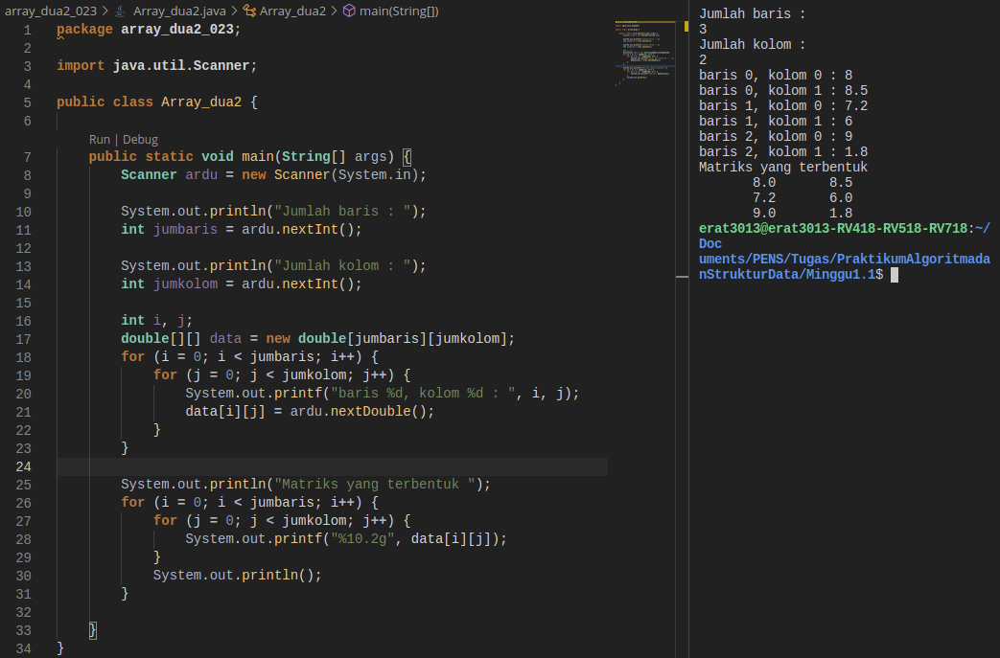 array_dua2_023 > Array_dua2.java > Array_dua2 > main(String[])
1 package array_dua2_023;
2
3 import java.util.Scanner;
4
5 public class Array_dua2 {
6
Run | Debug
7 public static void main(String[] args) {
8 Scanner ardu = new Scanner(System.in);
9
10 System.out.println("Jumlah baris : ");
11 int jumbaris = ardu.nextInt();
12
13 System.out.println("Jumlah kolom : ");
14 int jumkolom = ardu.nextInt();
15
16 int i, j;
17 double[][] data = new double[jumbaris][jumkolom];
18 for (i = 0; i < jumbaris; i++) {
19 for (j = 0; j < jumkolom; j++) {
20 System.out.printf("baris %d, kolom %d : ", i, j);
21 data[i][j] = ardu.nextDouble();
22 }
23 }
24
25 System.out.println("Matriks yang terbentuk ");
26 for (i = 0; i < jumbaris; i++) {
27 for (j = 0; j < jumkolom; j++) {
28 System.out.printf("%10.2g", data[i][j]);
29 }
30 System.out.println();
31 }
32
33 }
34 }
Jumlah baris :
3
Jumlah kolom :
2
baris 0, kolom 0 : 8
baris 0, kolom 1 : 8.5
baris 1, kolom 0 : 7.2
baris 1, kolom 1 : 6
baris 2, kolom 0 : 9
baris 2, kolom 1 : 1.8
Matriks yang terbentuk
8.0 8.5
7.2 6.0
9.0 1.8
erat3013@erat3013-RV418-RV518-RV718:~/
Doc
uments/PENS/Tugas/PraktikumAlgoritmada
nStrukturData/Minggu1.1$